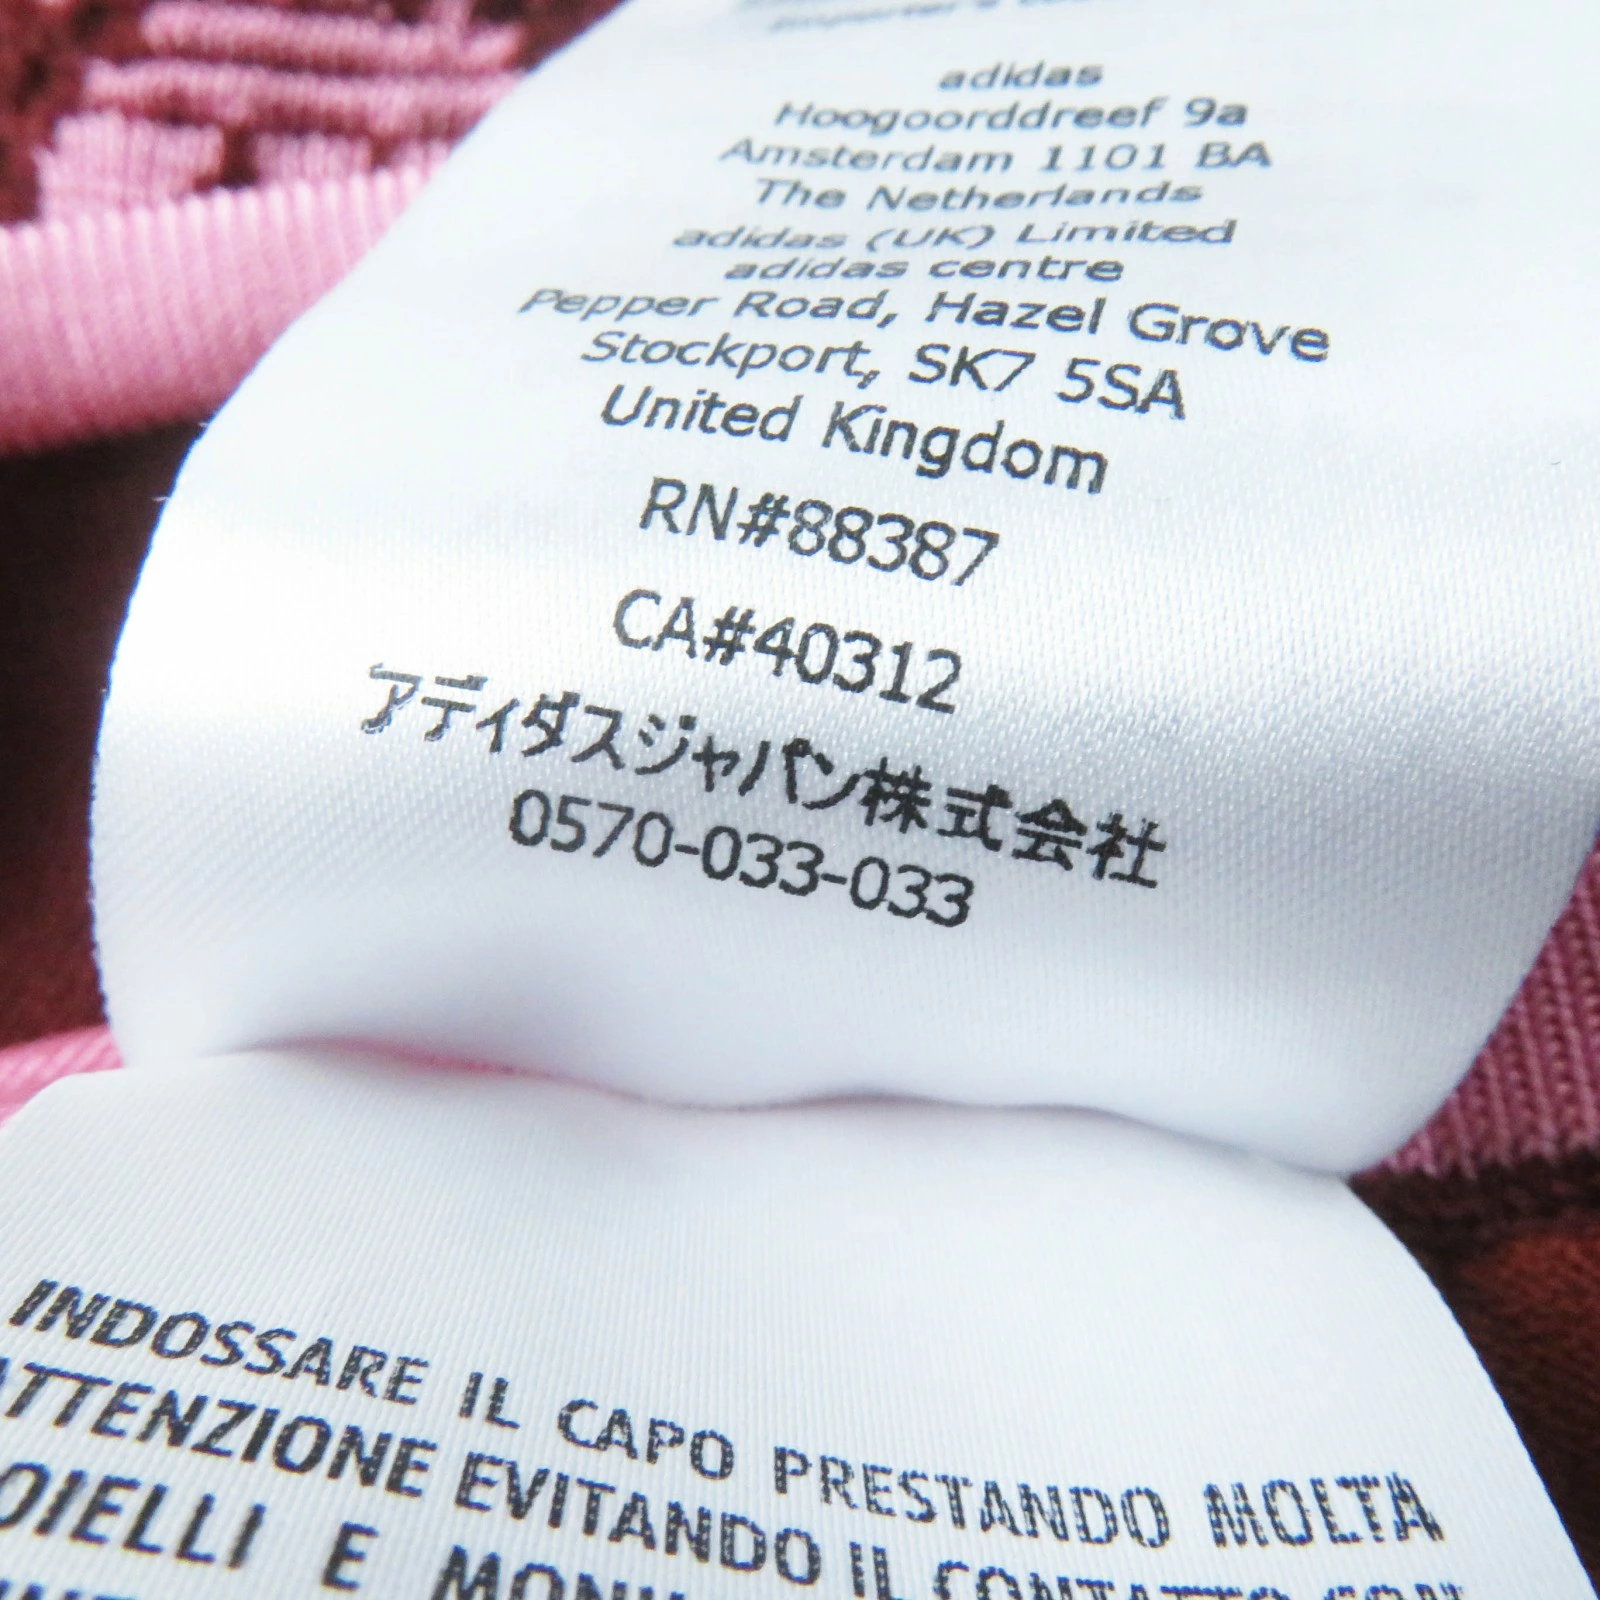 adidas
Hoogoorddreef 9a
Amsterdam 1101 BA
The Netherlands
adidas (UK) Limited
adidas centre
Pepper Road, Hazel Grove
Stockport, SK7 5SA
United Kingdom
RN#88387
CA#40312
アディダスジャパン株式会社
0570-033-033
INDOSSARE IL CAPO PRESTANDO MOLTA
ATTENZIONE EVITANDO IL CONTATTO CON
E